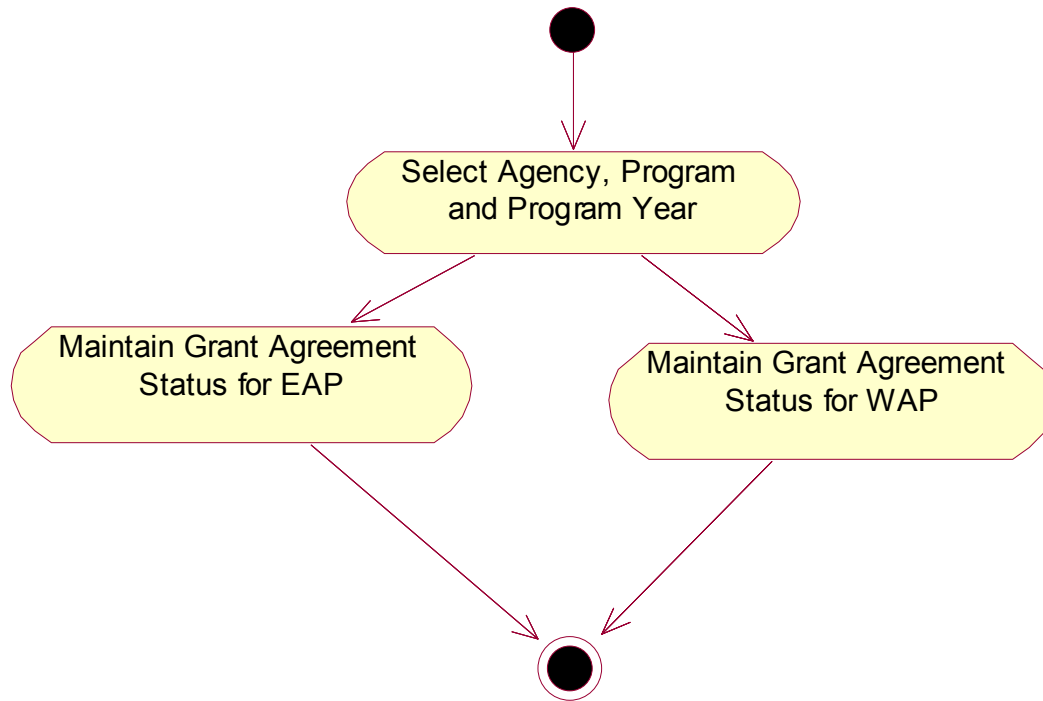 Select Agency, Program
and Program Year
Maintain Grant Agreement
Status for EAP
Maintain Grant Agreement
Status for WAP